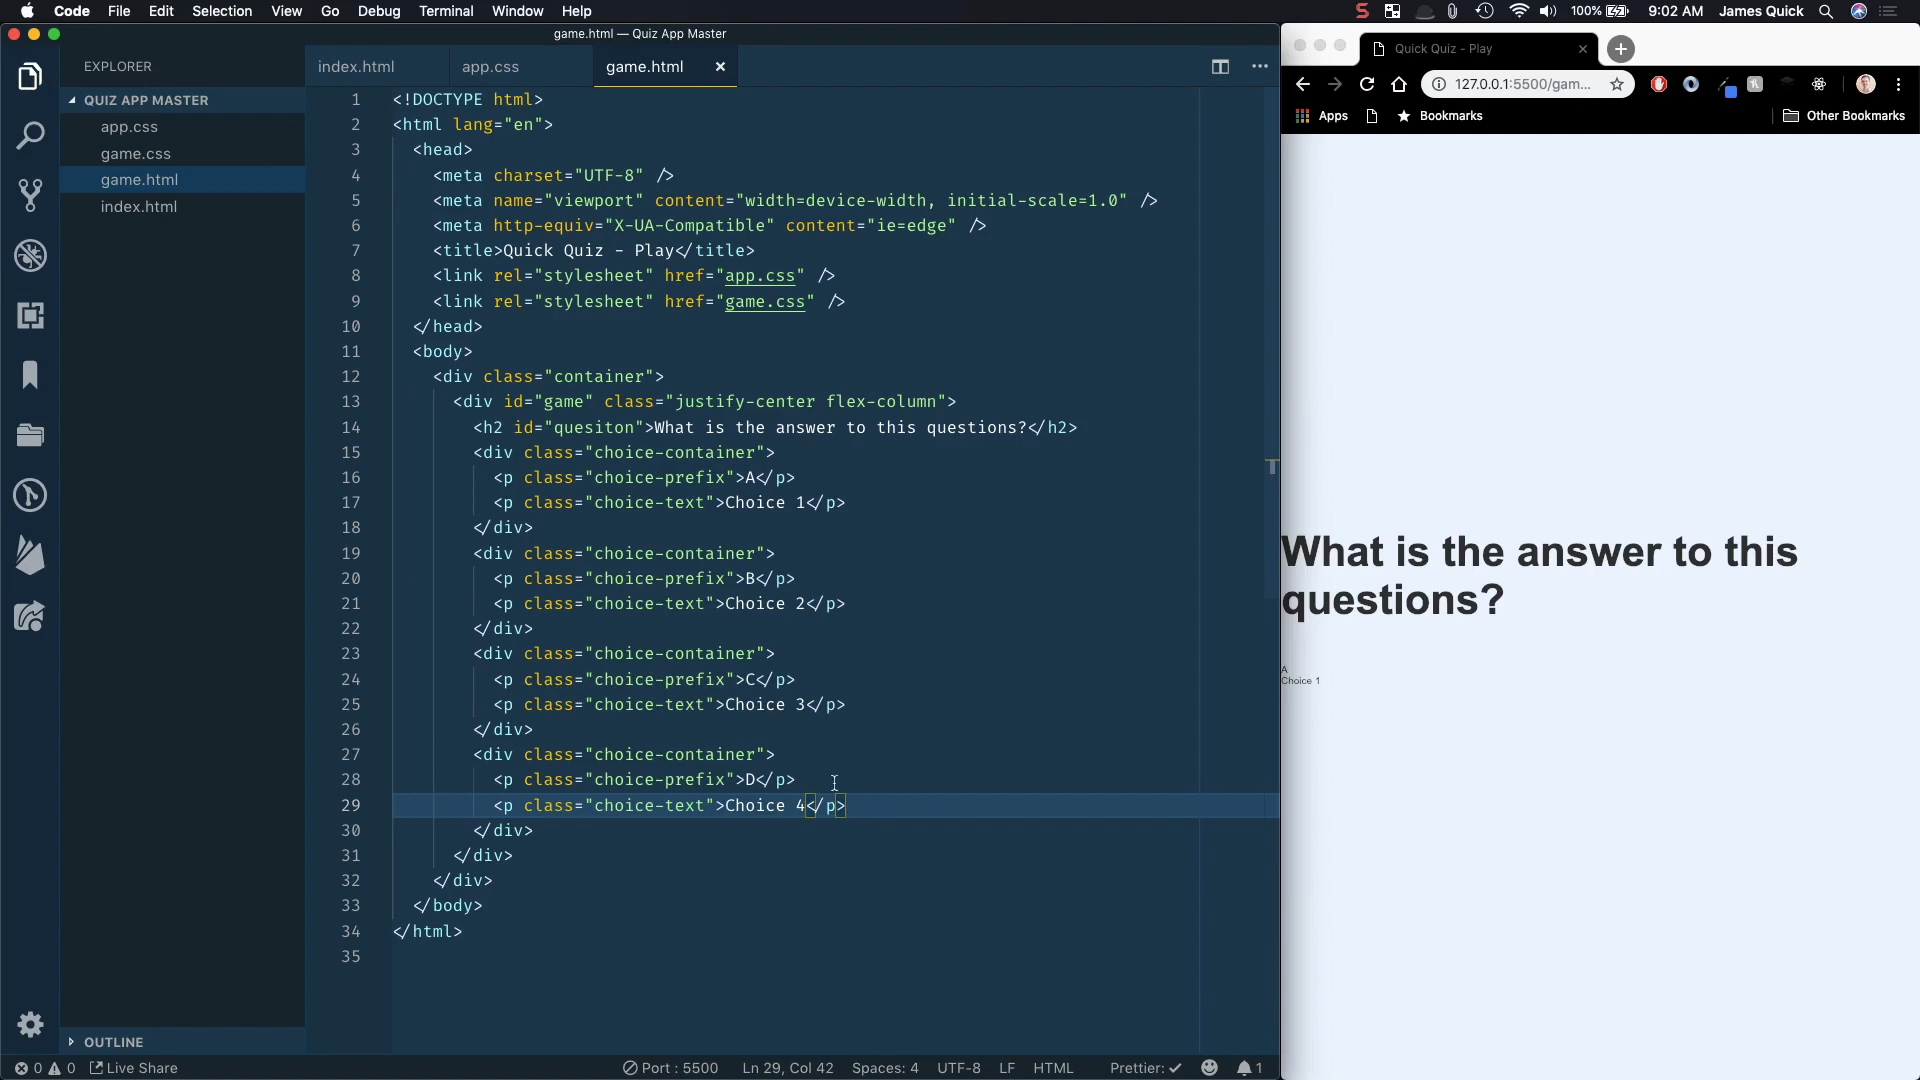 Code File Edit Selection View Go Debug Terminal Window Help
100% 9:02 AM James Quick
game.html — Quiz App Master
EXPLORER
QUIZ APP MASTER
app.css
game.css
game.html
index.html
OUTLINE
index.html app.css game.html
1 <!DOCTYPE html>
2 <html lang="en">
3 <head>
4 <meta charset="UTF-8" />
5 <meta name="viewport" content="width=device-width, initial-scale=1.0" />
6 <meta http-equiv="X-UA-Compatible" content="ie=edge" />
7 <title>Quick Quiz - Play</title>
8 <link rel="stylesheet" href="app.css" />
9 <link rel="stylesheet" href="game.css" />
10 </head>
11 <body>
12 <div class="container">
13 <div id="game" class="justify-center flex-column">
14 <h2 id="quesiton">What is the answer to this questions?</h2>
15 <div class="choice-container">
16 <p class="choice-prefix">A</p>
17 <p class="choice-text">Choice 1</p>
18 </div>
19 <div class="choice-container">
20 <p class="choice-prefix">B</p>
21 <p class="choice-text">Choice 2</p>
22 </div>
23 <div class="choice-container">
24 <p class="choice-prefix">C</p>
25 <p class="choice-text">Choice 3</p>
26 </div>
27 <div class="choice-container">
28 <p class="choice-prefix">D</p>
29 <p class="choice-text">Choice 4</p>
30 </div>
31 </div>
32 </div>
33 </body>
34 </html>
35
0 0 Live Share Port : 5500 Ln 29, Col 42 Spaces: 4 UTF-8 LF HTML Prettier: 1
Quick Quiz - Play
127.0.0.1:5500/gam...
Apps Bookmarks Other Bookmarks
What is the answer to this
questions?
A
Choice 1